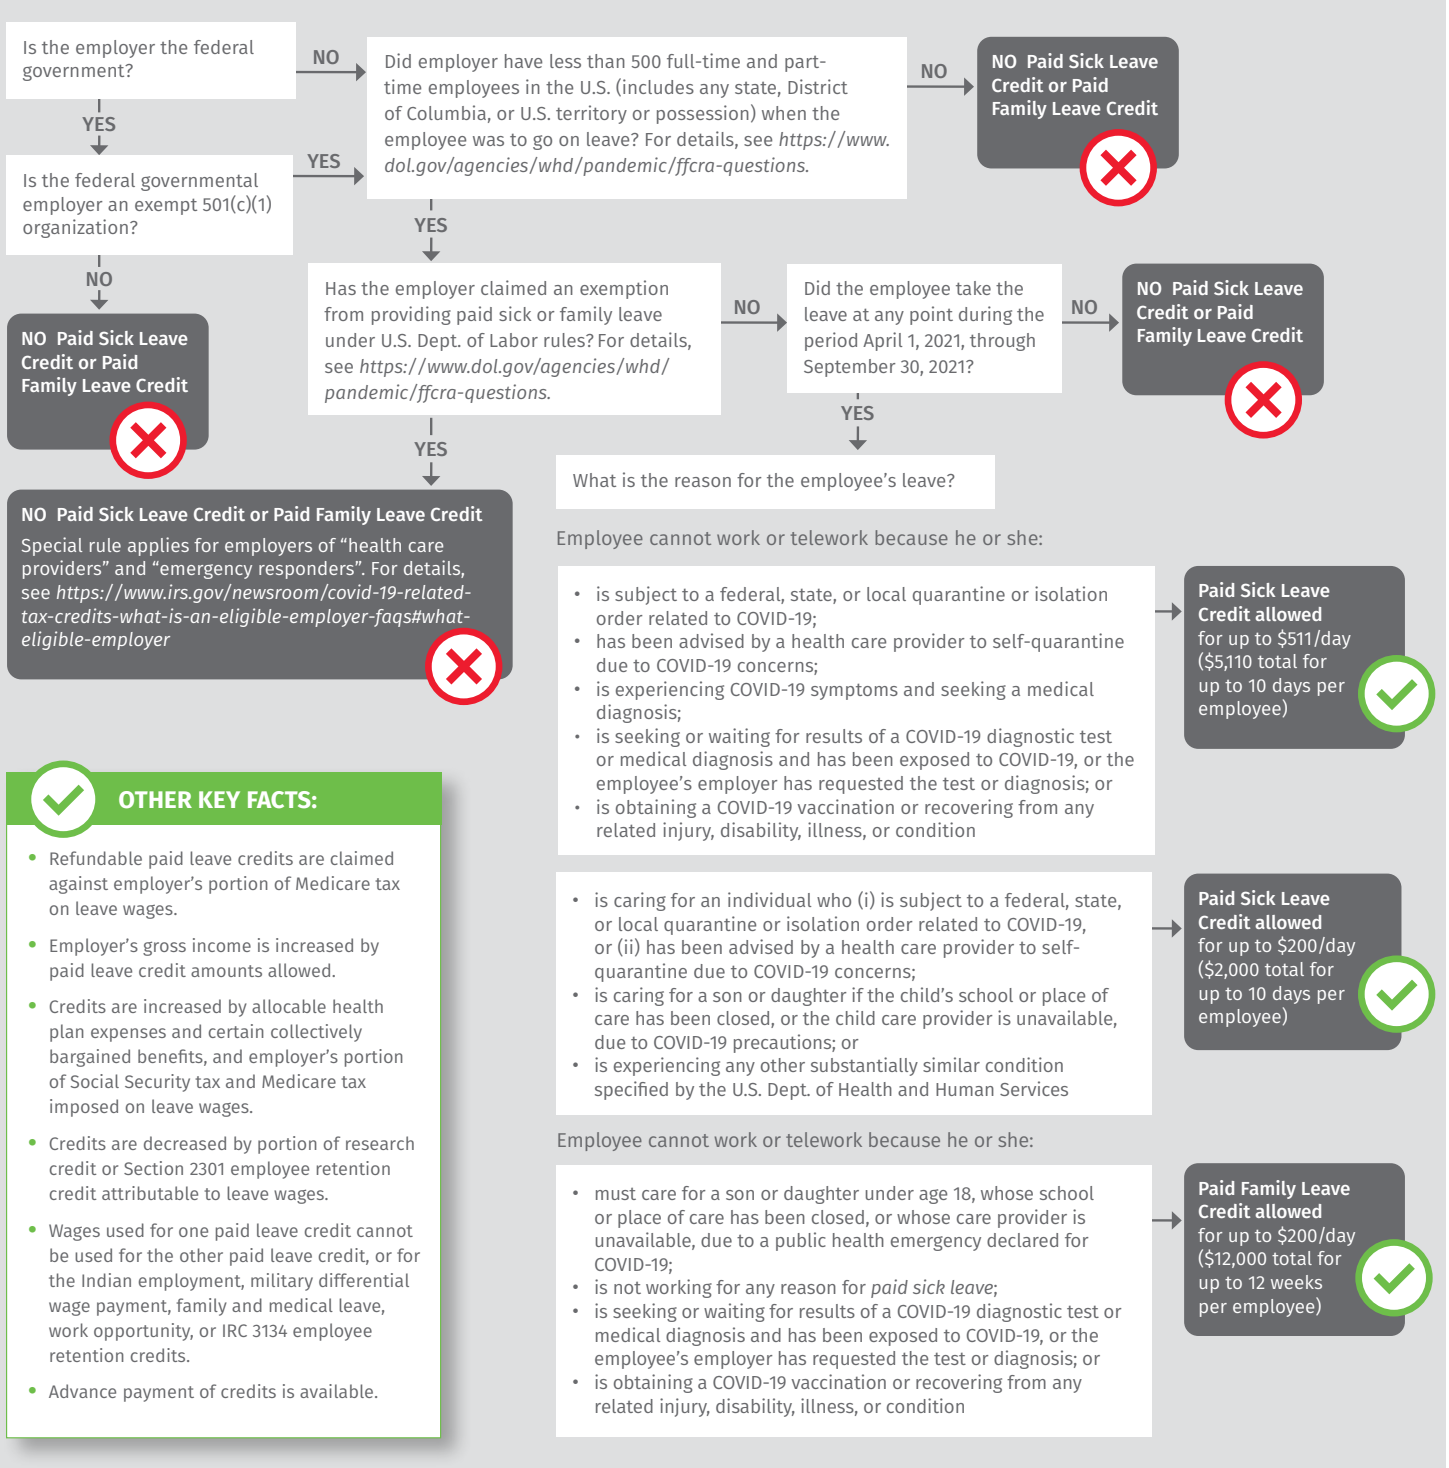 Is the employer the federal
government?
NO
Did employer have less than 500 full-time and part-
time employees in the U.S. (includes any state, District
of Columbia, or U.S. territory or possession) when the
employee was to go on leave? For details, see https://www.
dol.gov/agencies/whd/pandemic/ffcra-questions.
NO
NO Paid Sick Leave
Credit or Paid
Family Leave Credit
YES
Is the federal governmental
employer an exempt 501(c)(1)
organization?
YES
YES
NO
NO Paid Sick Leave
Credit or Paid
Family Leave Credit
Has the employer claimed an exemption
from providing paid sick or family leave
under U.S. Dept. of Labor rules? For details,
see https://www.dol.gov/agencies/whd/
pandemic/ffcra-questions.
NO
Did the employee take the
leave at any point during the
period April 1, 2021, through
September 30, 2021?
NO
NO Paid Sick Leave
Credit or Paid
Family Leave Credit
YES
YES
NO Paid Sick Leave Credit or Paid Family Leave Credit
Special rule applies for employers of “health care
providers” and “emergency responders”. For details,
see https://www.irs.gov/newsroom/covid-19-related-
tax-credits-what-is-an-eligible-employer-faqs#what-
eligible-employer
What is the reason for the employee’s leave?
Employee cannot work or telework because he or she:
• is subject to a federal, state, or local quarantine or isolation
order related to COVID-19;
• has been advised by a health care provider to self-quarantine
due to COVID-19 concerns;
• is experiencing COVID-19 symptoms and seeking a medical
diagnosis;
• is seeking or waiting for results of a COVID-19 diagnostic test
or medical diagnosis and has been exposed to COVID-19, or the
employee’s employer has requested the test or diagnosis; or
• is obtaining a COVID-19 vaccination or recovering from any
related injury, disability, illness, or condition
Paid Sick Leave
Credit allowed
for up to $511/day
($5,110 total for
up to 10 days per
employee)
• is caring for an individual who (i) is subject to a federal, state,
or local quarantine or isolation order related to COVID-19,
or (ii) has been advised by a health care provider to self-
quarantine due to COVID-19 concerns;
• is caring for a son or daughter if the child’s school or place of
care has been closed, or the child care provider is unavailable,
due to COVID-19 precautions; or
• is experiencing any other substantially similar condition
specified by the U.S. Dept. of Health and Human Services
Paid Sick Leave
Credit allowed
for up to $200/day
($2,000 total for
up to 10 days per
employee)
Employee cannot work or telework because he or she:
• must care for a son or daughter under age 18, whose school
or place of care has been closed, or whose care provider is
unavailable, due to a public health emergency declared for
COVID-19;
• is not working for any reason for paid sick leave;
• is seeking or waiting for results of a COVID-19 diagnostic test or
medical diagnosis and has been exposed to COVID-19, or the
employee’s employer has requested the test or diagnosis; or
• is obtaining a COVID-19 vaccination or recovering from any
related injury, disability, illness, or condition
Paid Family Leave
Credit allowed
for up to $200/day
($12,000 total for
up to 12 weeks
per employee)
OTHER KEY FACTS:
• Refundable paid leave credits are claimed
against employer’s portion of Medicare tax
on leave wages.
• Employer’s gross income is increased by
paid leave credit amounts allowed.
• Credits are increased by allocable health
plan expenses and certain collectively
bargained benefits, and employer’s portion
of Social Security tax and Medicare tax
imposed on leave wages.
• Credits are decreased by portion of research
credit or Section 2301 employee retention
credit attributable to leave wages.
• Wages used for one paid leave credit cannot
be used for the other paid leave credit, or for
the Indian employment, military differential
wage payment, family and medical leave,
work opportunity, or IRC 3134 employee
retention credits.
• Advance payment of credits is available.